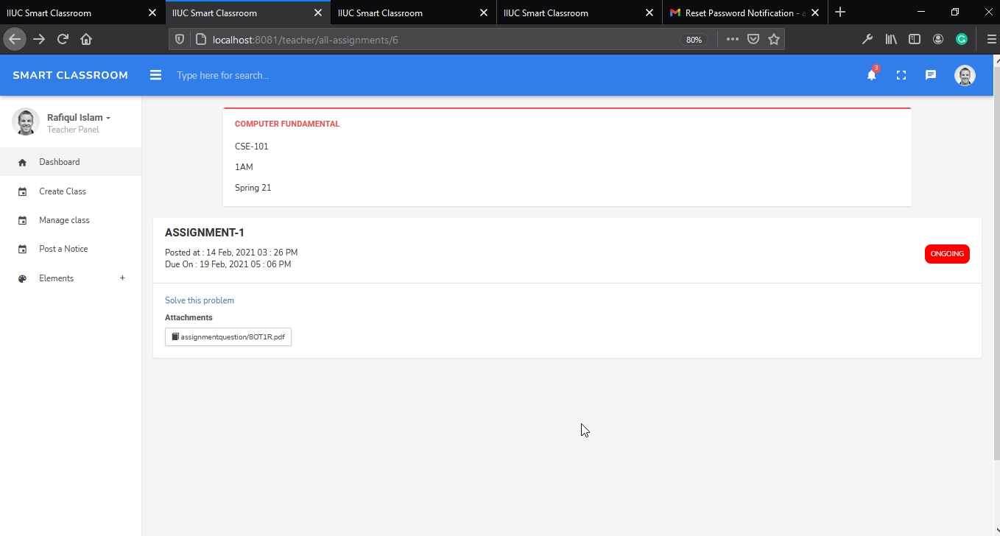 IIUC Smart Classroom
IIUC Smart Classroom
IIUC Smart Classroom
IIUC Smart Classroom
Reset Password Notification -
localhost:8081/teacher/all-assignments/6
80%
SMART CLASSROOM
Type here for search...
3
Rafiqul Islam
Teacher Panel
Dashboard
Create Class
Manage class
Post a Notice
Elements +
COMPUTER FUNDAMENTAL
CSE-101
1AM
Spring 21
ASSIGNMENT-1
Posted at : 14 Feb, 2021 03 : 26 PM
Due On : 19 Feb, 2021 05 : 06 PM
ONGOING
Solve this problem
Attachments
assignmentquestion/8OT1R.pdf